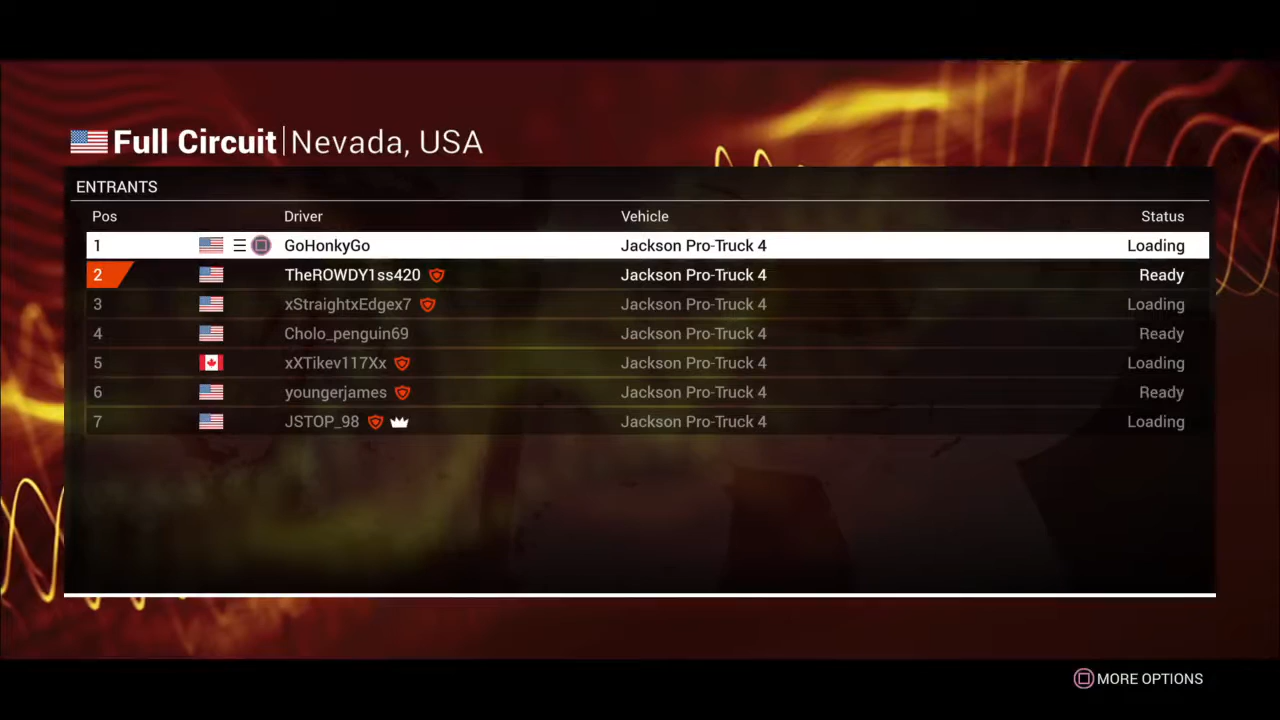 Full Circuit | Nevada, USA
ENTRANTS
Pos Driver Vehicle Status
1 GoHonkyGo Jackson Pro-Truck 4 Loading
2 TheROWDY1ss420 Jackson Pro-Truck 4 Ready
3 xStraightxEdgex7 Jackson Pro-Truck 4 Loading
4 Cholo_penguin69 Jackson Pro-Truck 4 Ready
5 xXTikev117Xx Jackson Pro-Truck 4 Loading
6 youngerjames Jackson Pro-Truck 4 Ready
7 JSTOP_98 Jackson Pro-Truck 4 Loading
MORE OPTIONS